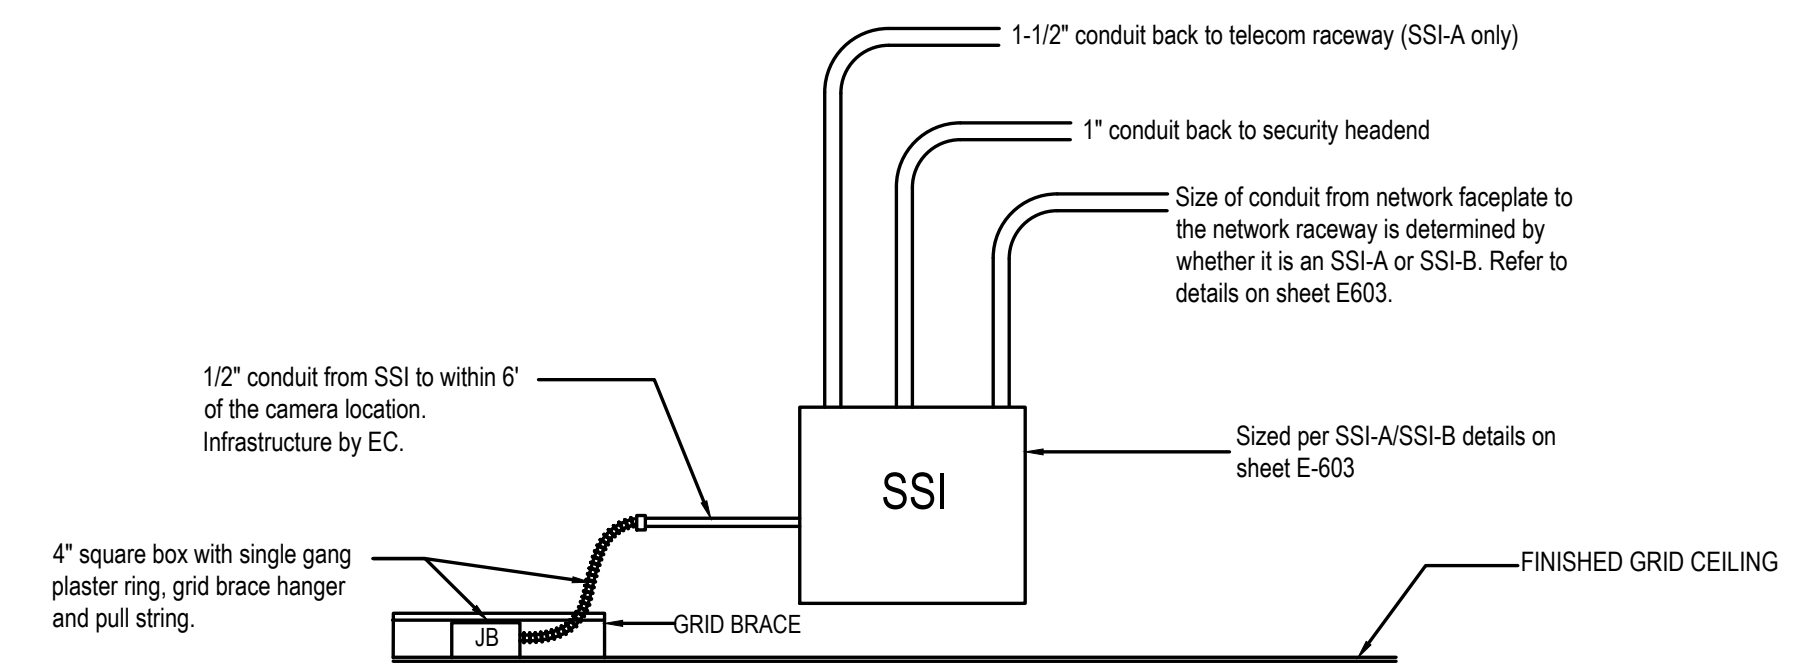 1-1/2" conduit back to telecom raceway (SSI-A only)
1" conduit back to security headend
Size of conduit from network faceplate to
the network raceway is determined by
whether it is an SSI-A or SSI-B. Refer to
details on sheet E603.
1/2" conduit from SSI to within 6'
of the camera location.
Infrastructure by EC.
Sized per SSI-A/SSI-B details on
sheet E-603
SSI
4" square box with single gang
plaster ring, grid brace hanger
and pull string.
FINISHED GRID CEILING
GRID BRACE
JB